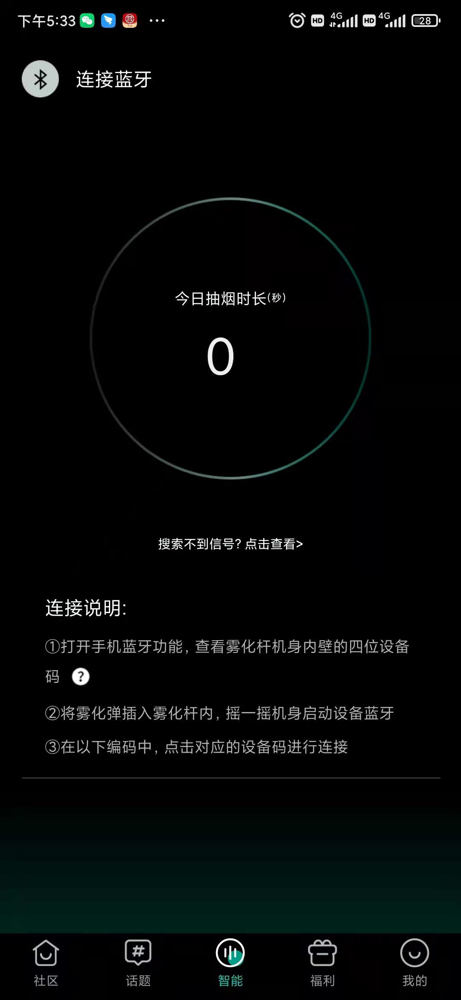 下午5:33
HD 4G HD 4G 28
连接蓝牙
今日抽烟时长(秒)
0
搜索不到信号? 点击查看>
连接说明:
①打开手机蓝牙功能, 查看雾化杆机身内壁的四位设备
码 ?
②将雾化弹插入雾化杆内, 摇一摇机身启动设备蓝牙
③在以下编码中, 点击对应的设备码进行连接
社区 话题 智能 福利 我的